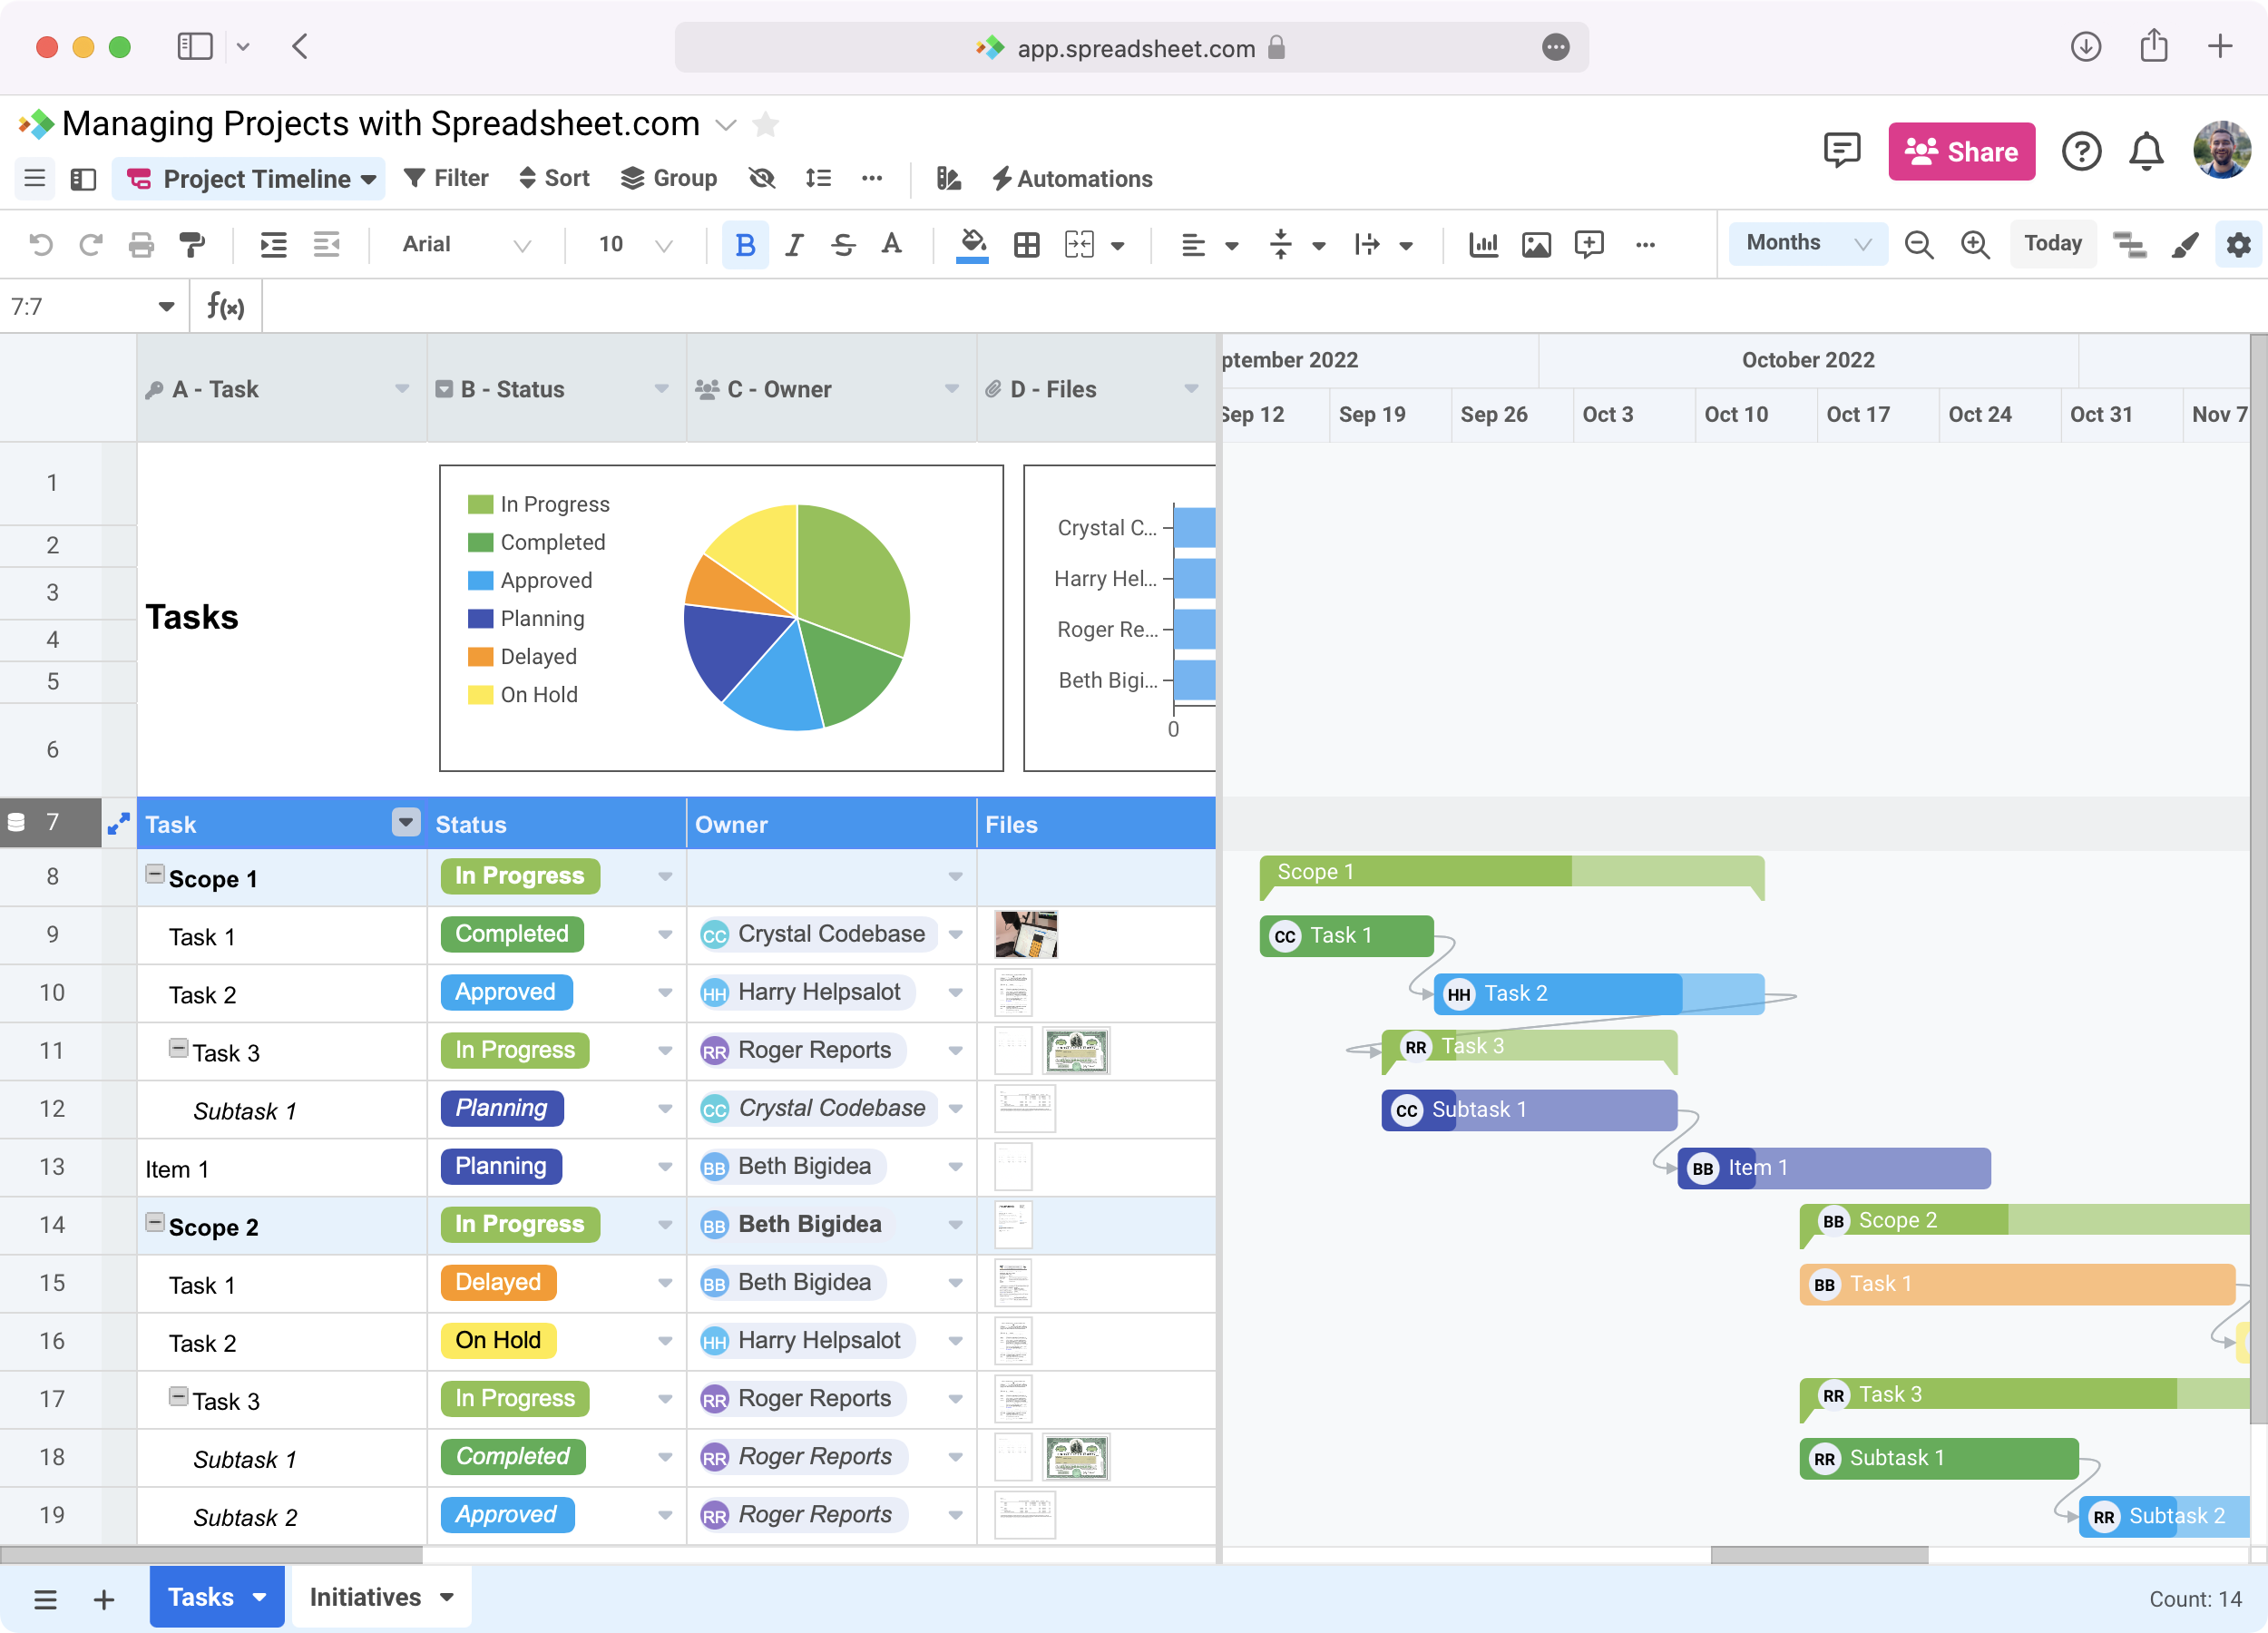 app.spreadsheet.com
Managing Projects with Spreadsheet.com
Share
Project Timeline Filter Sort Group Automations
Arial 10 B I S A Months Today
7:7 f(x)
A - Task B - Status C - Owner D - Files
ptember 2022 October 2022
Sep 12 Sep 19 Sep 26 Oct 3 Oct 10 Oct 17 Oct 24 Oct 31 Nov 7
1
2
3
4
5
6
Tasks
In Progress
Completed
Approved
Planning
Delayed
On Hold
Crystal C...
Harry Hel...
Roger Re...
Beth Bigi...
0
7 Task Status Owner Files
8 Scope 1 In Progress Scope 1
9 Task 1 Completed CC Crystal Codebase CC Task 1
10 Task 2 Approved HH Harry Helpsalot HH Task 2
11 Task 3 In Progress RR Roger Reports RR Task 3
12 Subtask 1 Planning CC Crystal Codebase CC Subtask 1
13 Item 1 Planning BB Beth Bigidea BB Item 1
14 Scope 2 In Progress BB Beth Bigidea BB Scope 2
15 Task 1 Delayed BB Beth Bigidea BB Task 1
16 Task 2 On Hold HH Harry Helpsalot
17 Task 3 In Progress RR Roger Reports RR Task 3
18 Subtask 1 Completed RR Roger Reports RR Subtask 1
19 Subtask 2 Approved RR Roger Reports RR Subtask 2
Tasks Initiatives Count: 14